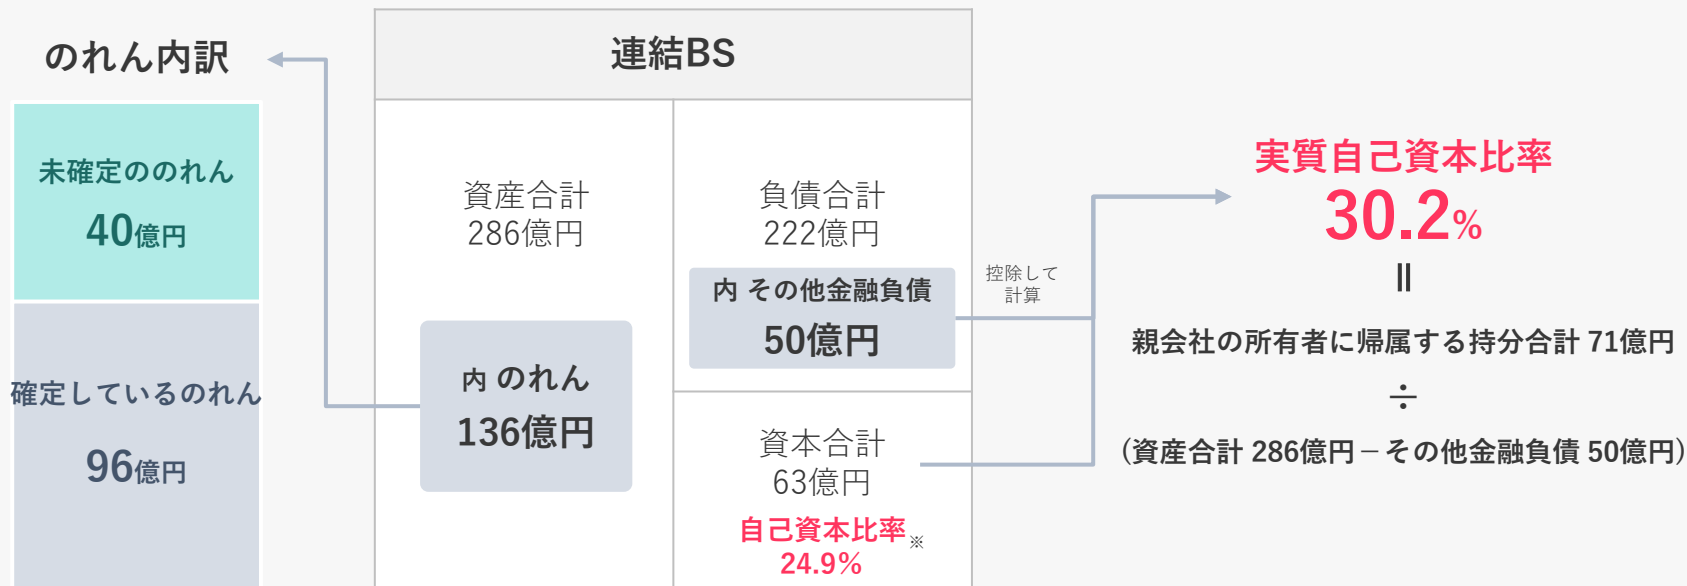 のれん内訳
未確定ののれん
40億円
確定しているのれん
96億円
連結BS
資産合計
286億円
内 のれん
136億円
負債合計
222億円
内 その他金融負債
50億円
資本合計
63億円
自己資本比率※
24.9%
控除して
計算
実質自己資本比率
30.2%
=
親会社の所有者に帰属する持分合計 71億円
÷
(資産合計 286億円－その他金融負債 50億円)